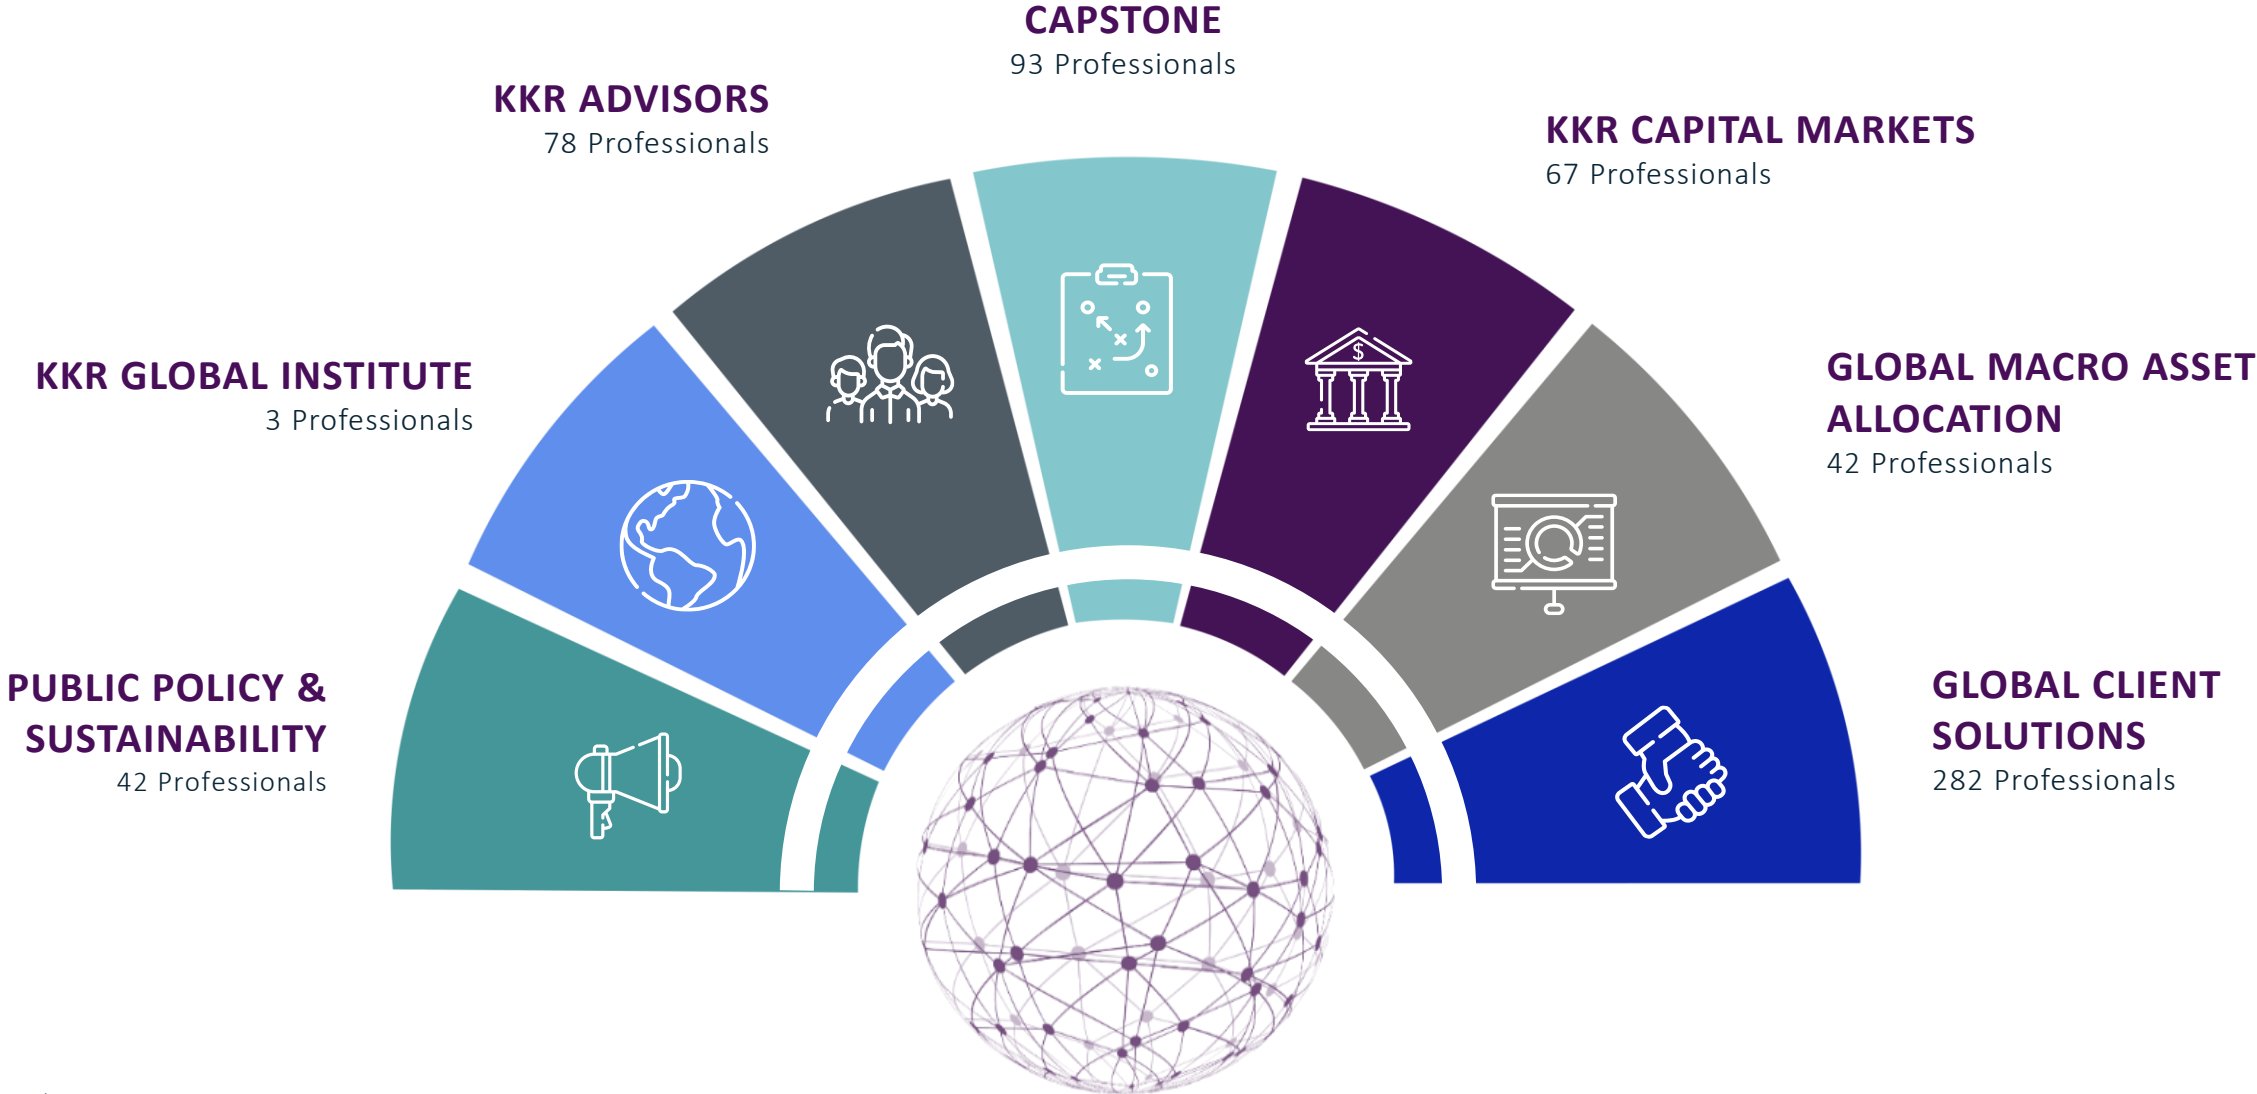 CAPSTONE
93 Professionals
KKR ADVISORS
78 Professionals
KKR CAPITAL MARKETS
67 Professionals
KKR GLOBAL INSTITUTE
3 Professionals
GLOBAL MACRO ASSET
ALLOCATION
42 Professionals
PUBLIC POLICY &
SUSTAINABILITY
42 Professionals
GLOBAL CLIENT
SOLUTIONS
282 Professionals
$